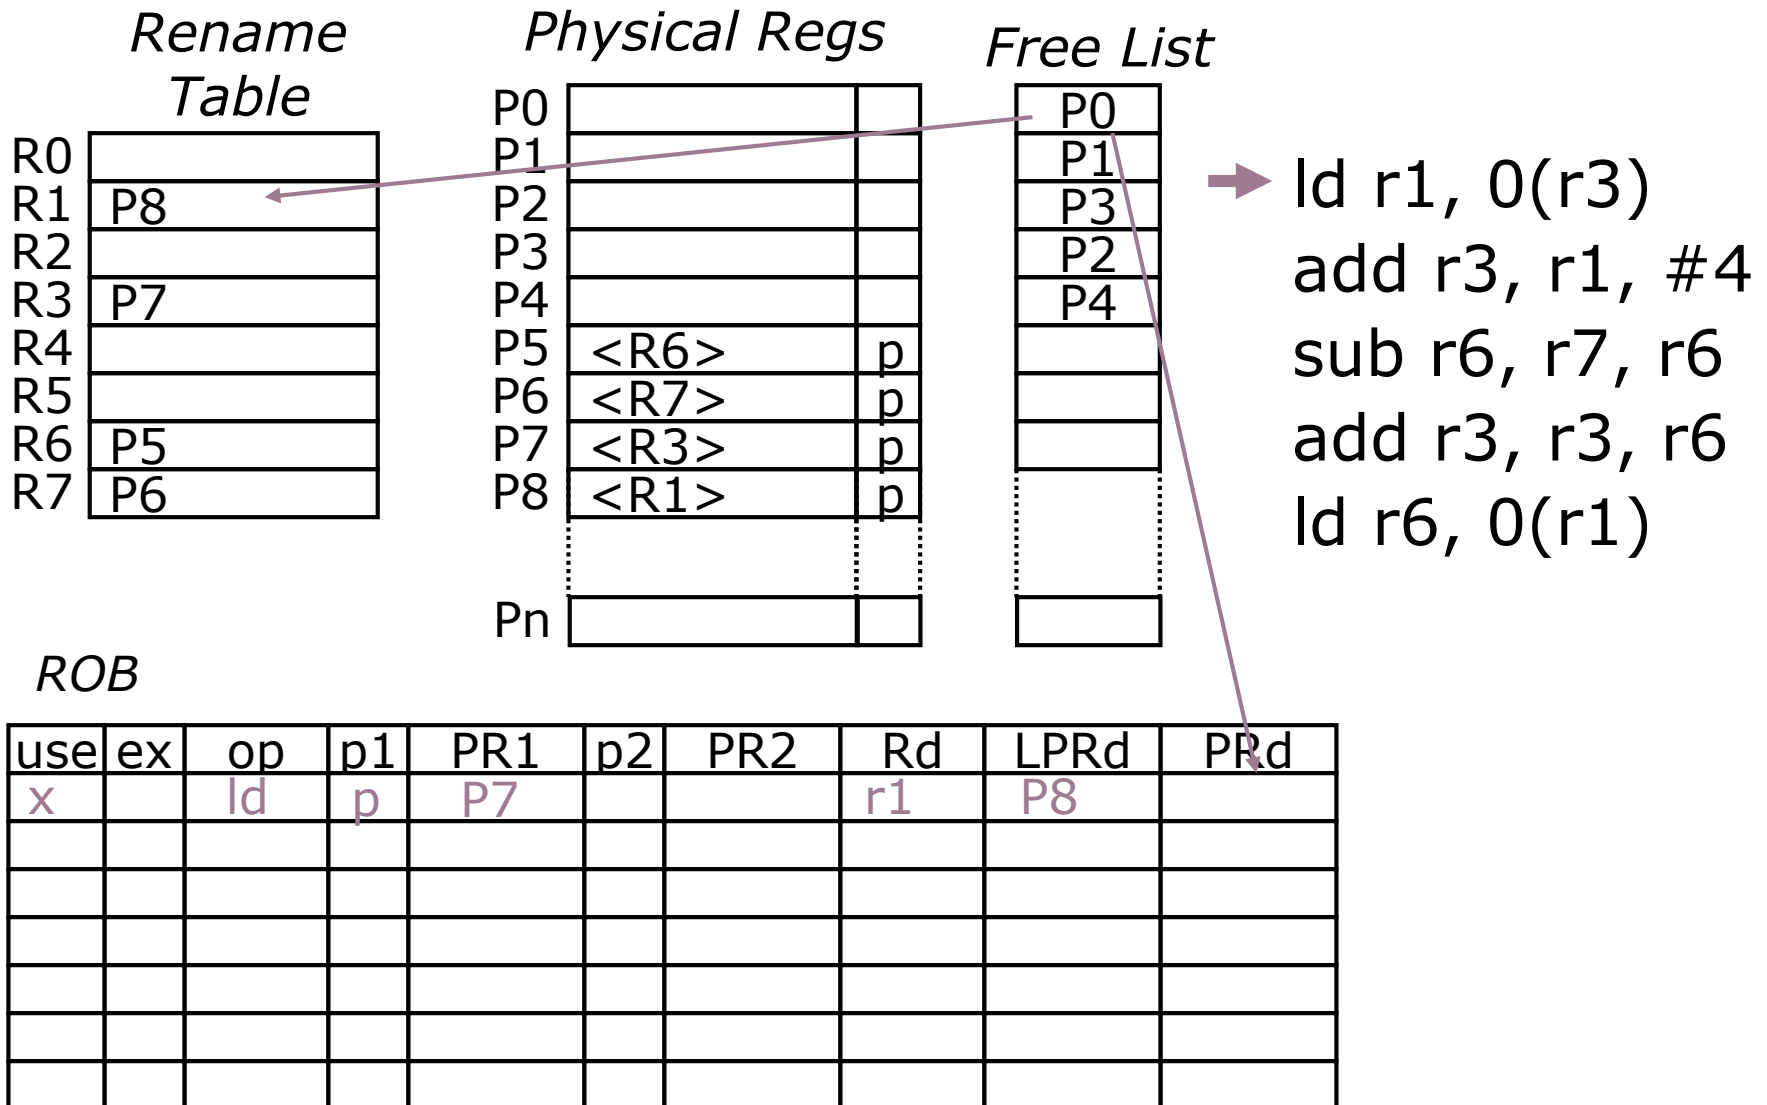 Rename Table
R0
R1 P8
R2
R3 P7
R4
R5
R6 P5
R7 P6
Physical Regs
P0
P1
P2
P3
P4
P5 <R6> p
P6 <R7> p
P7 <R3> p
P8 <R1> p
Pn
Free List
P0
P1
P3
P2
P4
ld r1, 0(r3)
add r3, r1, #4
sub r6, r7, r6
add r3, r3, r6
ld r6, 0(r1)
ROB
use ex op p1 PR1 p2 PR2 Rd LPRd PRd
x ld p P7 r1 P8